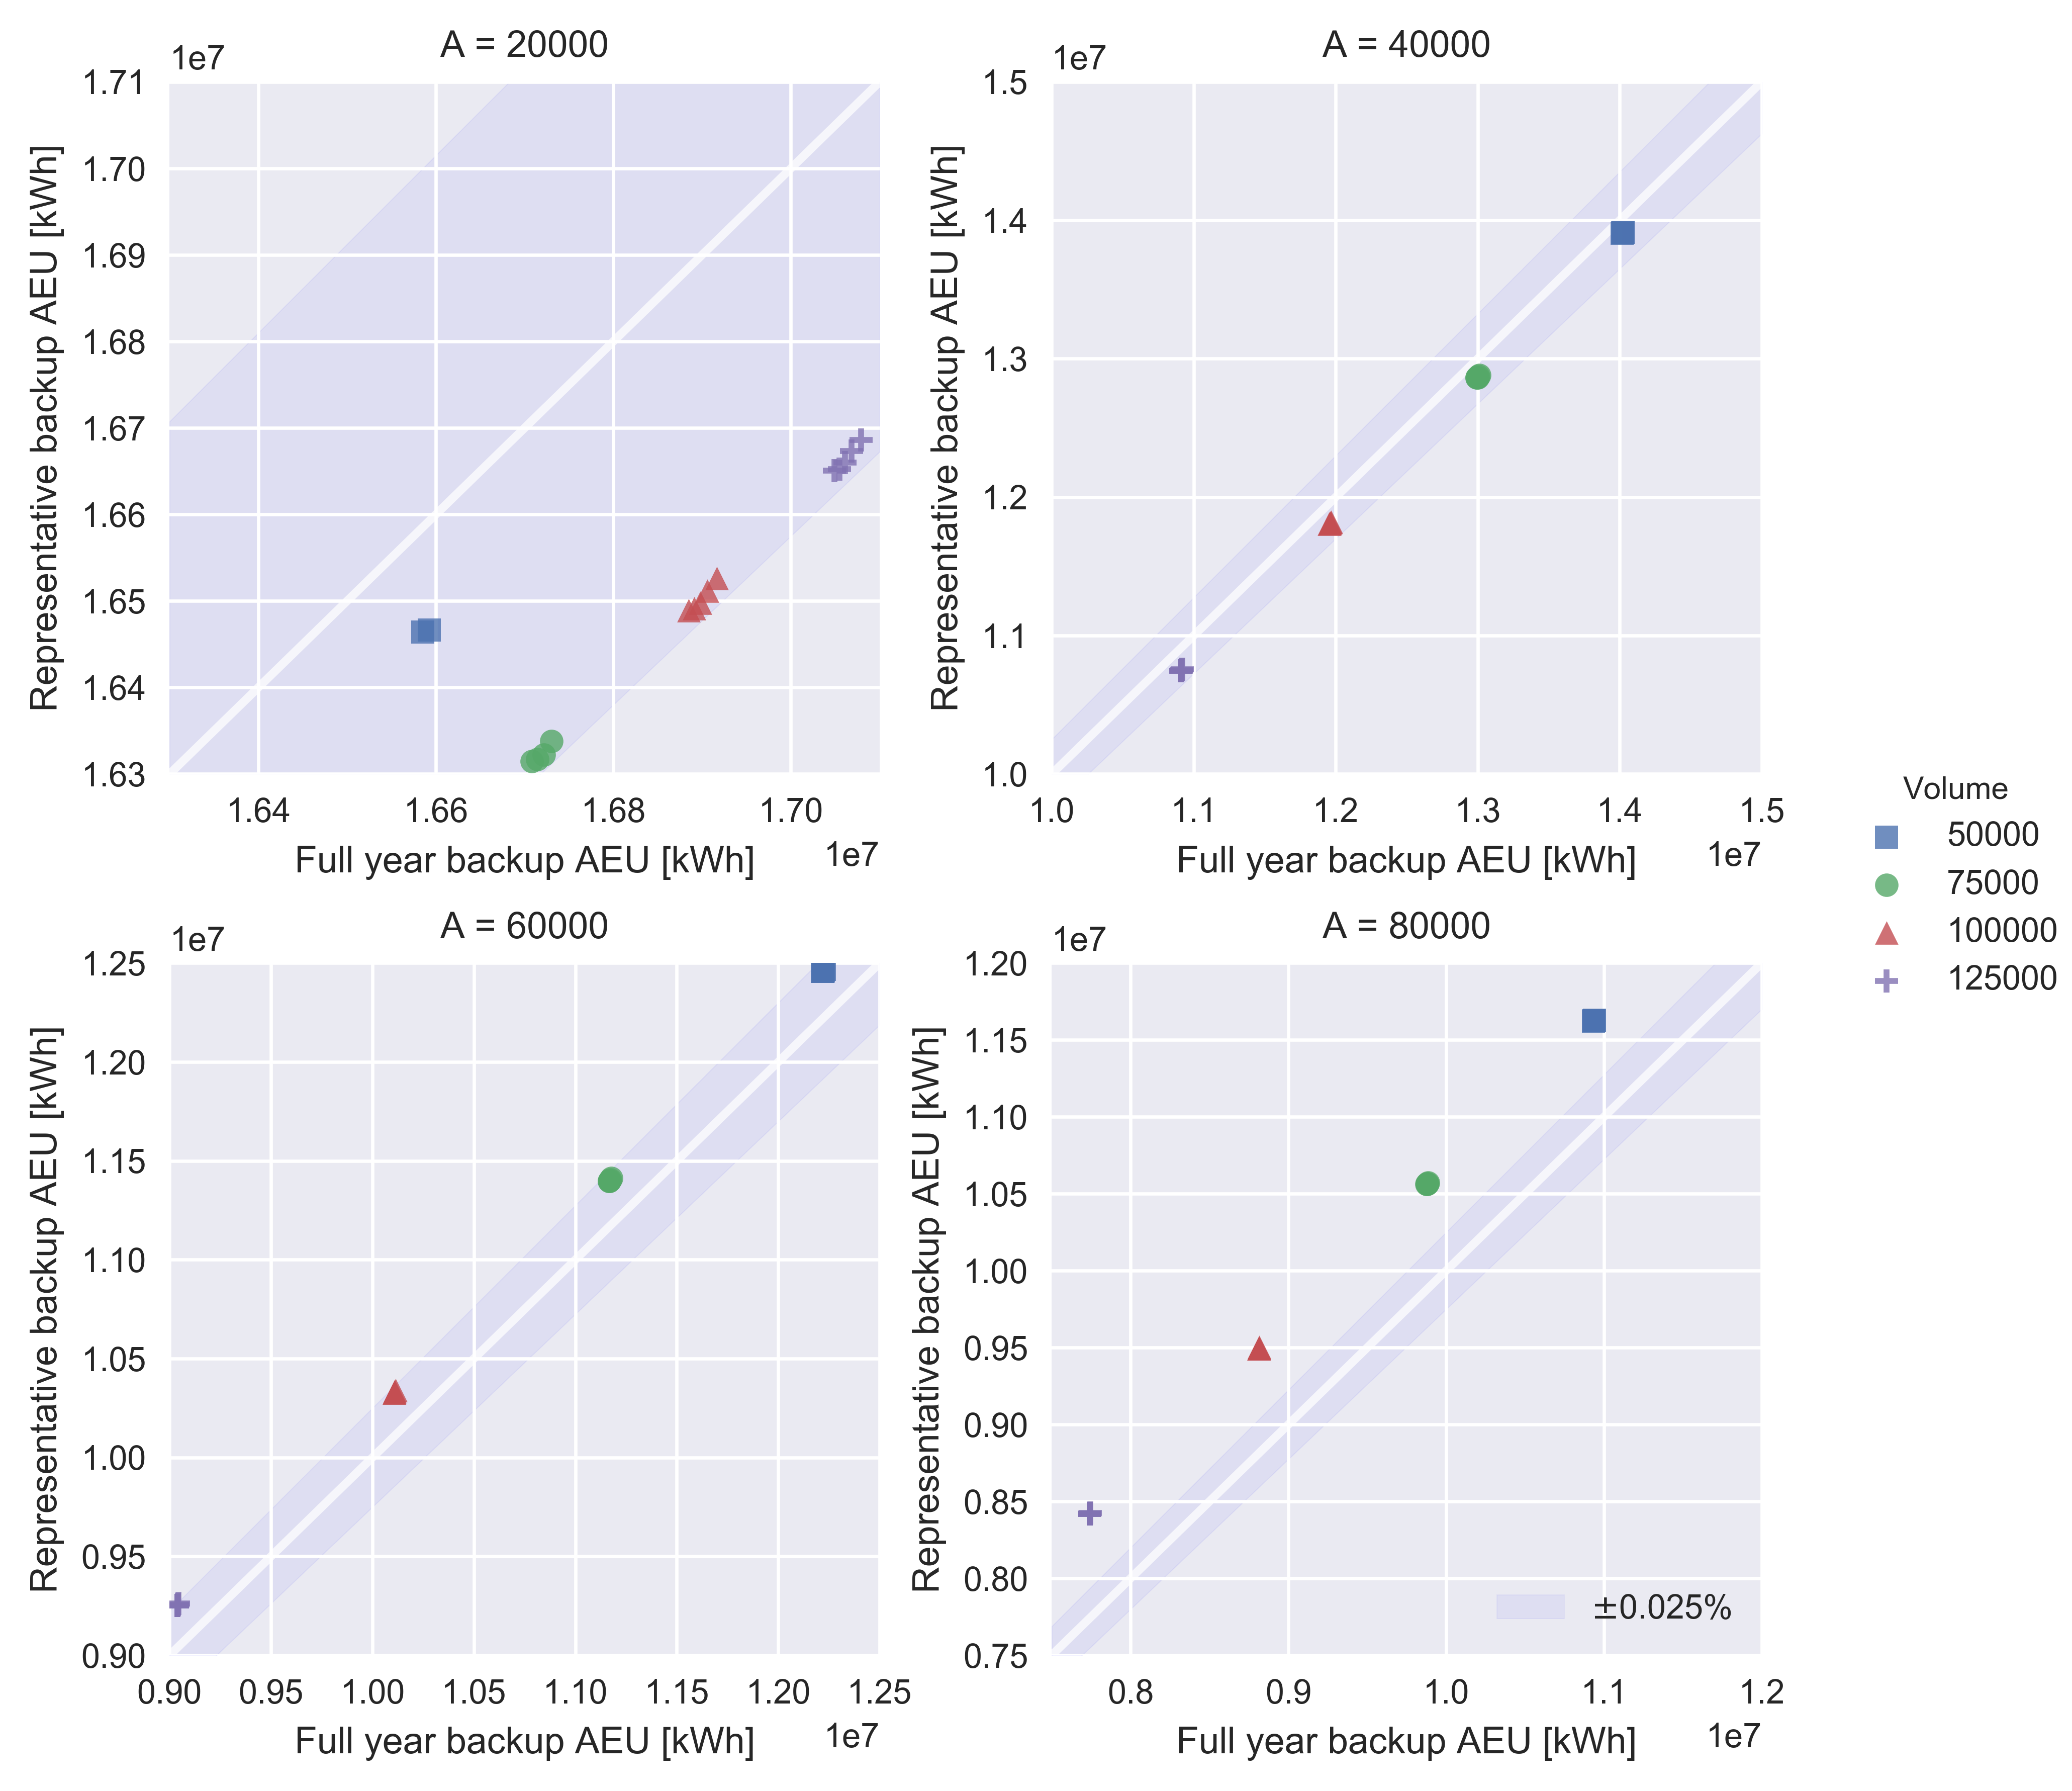 A = 20000
1e7
1.71
1.70
1.69
1.68
1.67
1.66
1.65
1.64
1.63
Representative backup AEU [kWh]
1.64 1.66 1.68 1.70
Full year backup AEU [kWh]
1e7
A = 40000
1e7
1.5
1.4
1.3
1.2
1.1
1.0
Representative backup AEU [kWh]
1.0 1.1 1.2 1.3 1.4 1.5
Full year backup AEU [kWh]
1e7
A = 60000
1e7
1.25
1.20
1.15
1.10
1.05
1.00
0.95
0.90
Representative backup AEU [kWh]
0.90 0.95 1.00 1.05 1.10 1.15 1.20 1.25
Full year backup AEU [kWh]
1e7
A = 80000
1e7
1.20
1.15
1.10
1.05
1.00
0.95
0.90
0.85
0.80
0.75
Representative backup AEU [kWh]
±0.025%
0.8 0.9 1.0 1.1 1.2
Full year backup AEU [kWh]
1e7
Volume
50000
75000
100000
125000